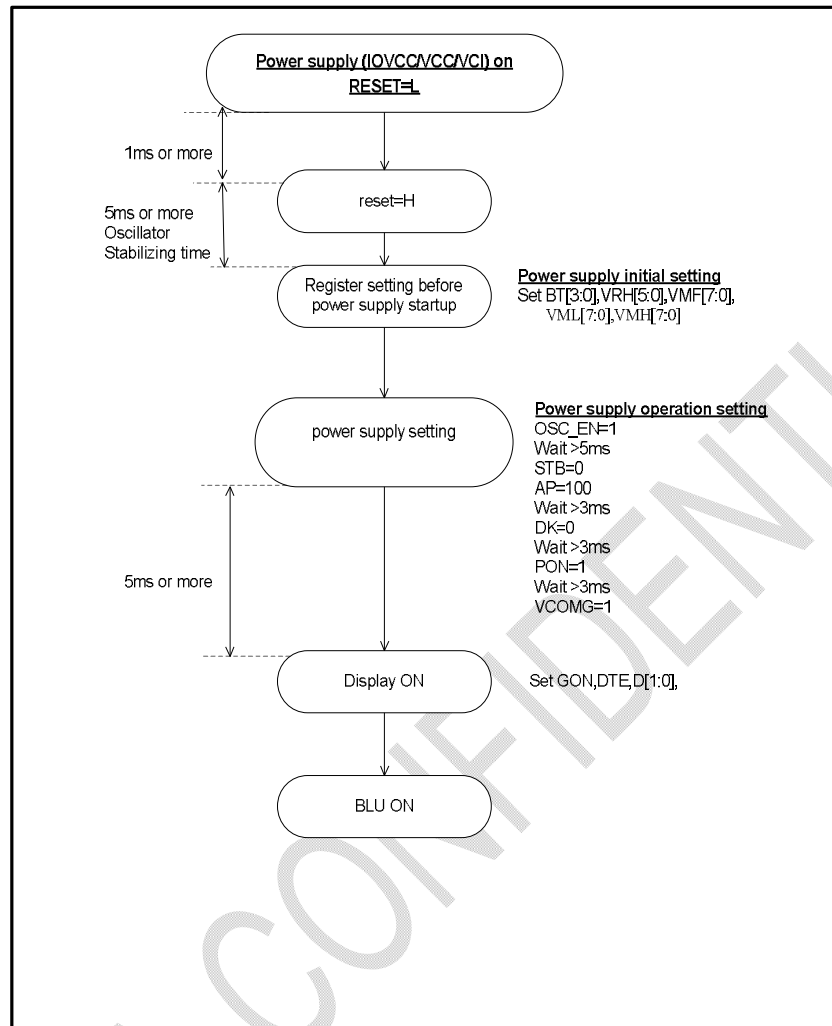 Power supply (IOVCC/VCC/VCI) on
RESET=L
1ms or more
reset=H
5ms or more
Oscillator
Stabilizing time
Register setting before
power supply startup
Power supply initial setting
Set BT[3:0],VRH[5:0],VMF[7:0],
VML[7:0],VMH[7:0]
power supply setting
Power supply operation setting
OSC_EN=1
Wait >5ms
STB=0
AP=100
Wait >3ms
DK=0
Wait >3ms
PON=1
Wait >3ms
VCOMG=1
5ms or more
Display ON
Set GON,DTE,D[1:0],
BLU ON